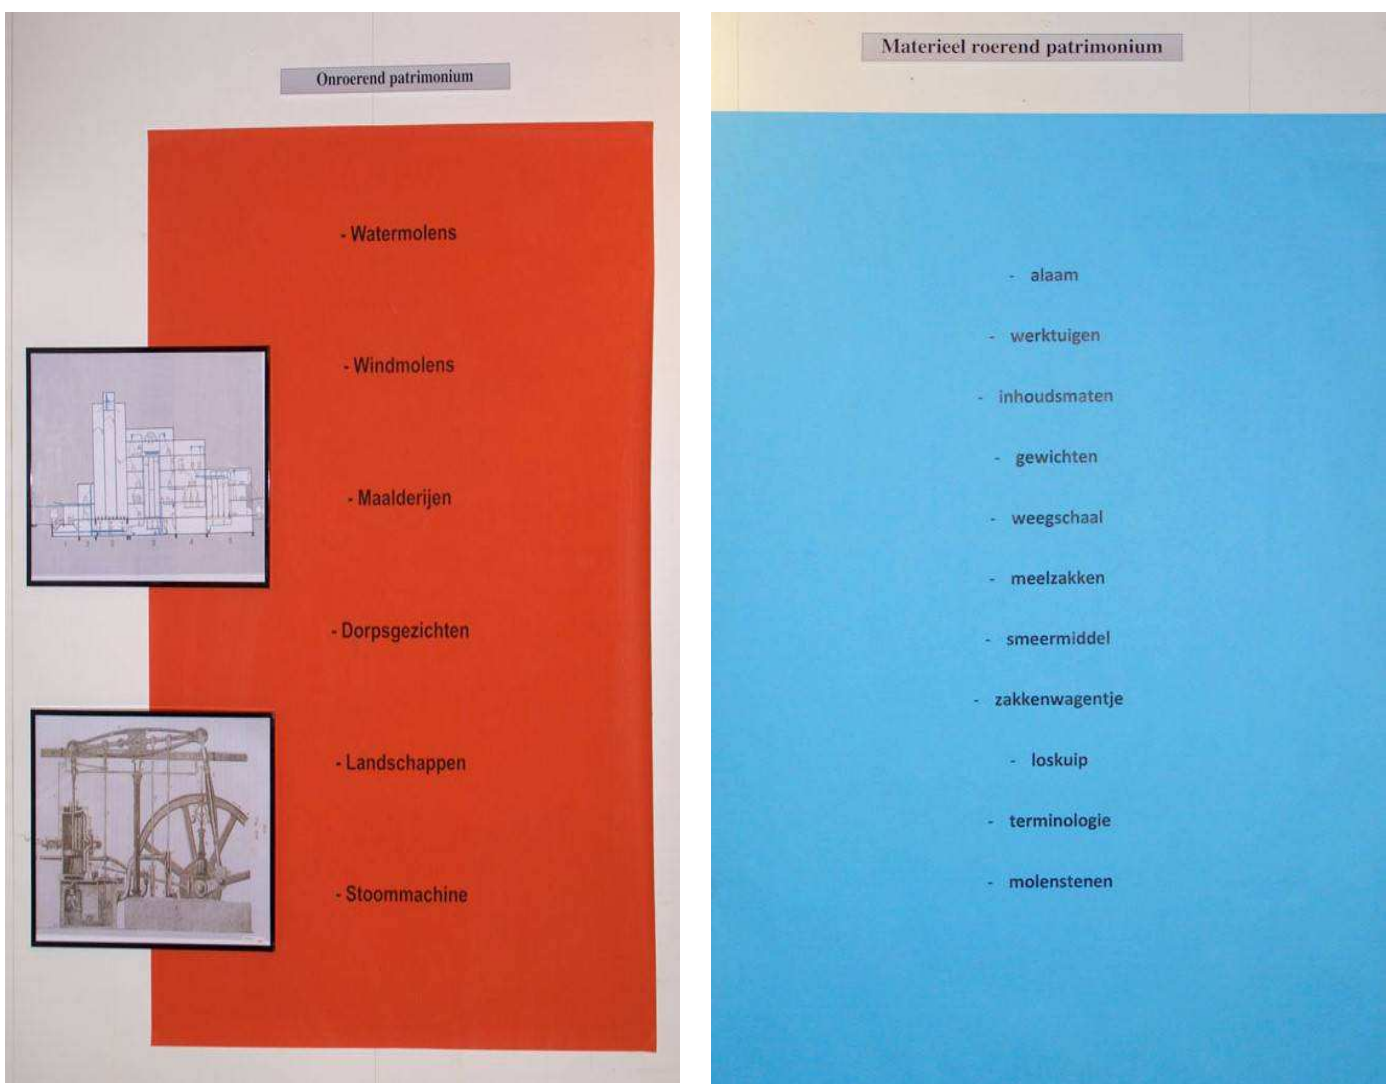 Onroerend patrimonium
- Watermolens
- Windmolens
- Maalderijen
- Dorpsgezichten
- Landschappen
- Stoommachine
Materieel roerend patrimonium
- alaam
- werktuigen
- inhoudsmaten
- gewichten
- weegschaal
- meelzakken
- smeermiddel
- zakkenwagentje
- loskuip
- terminologie
- molenstenen